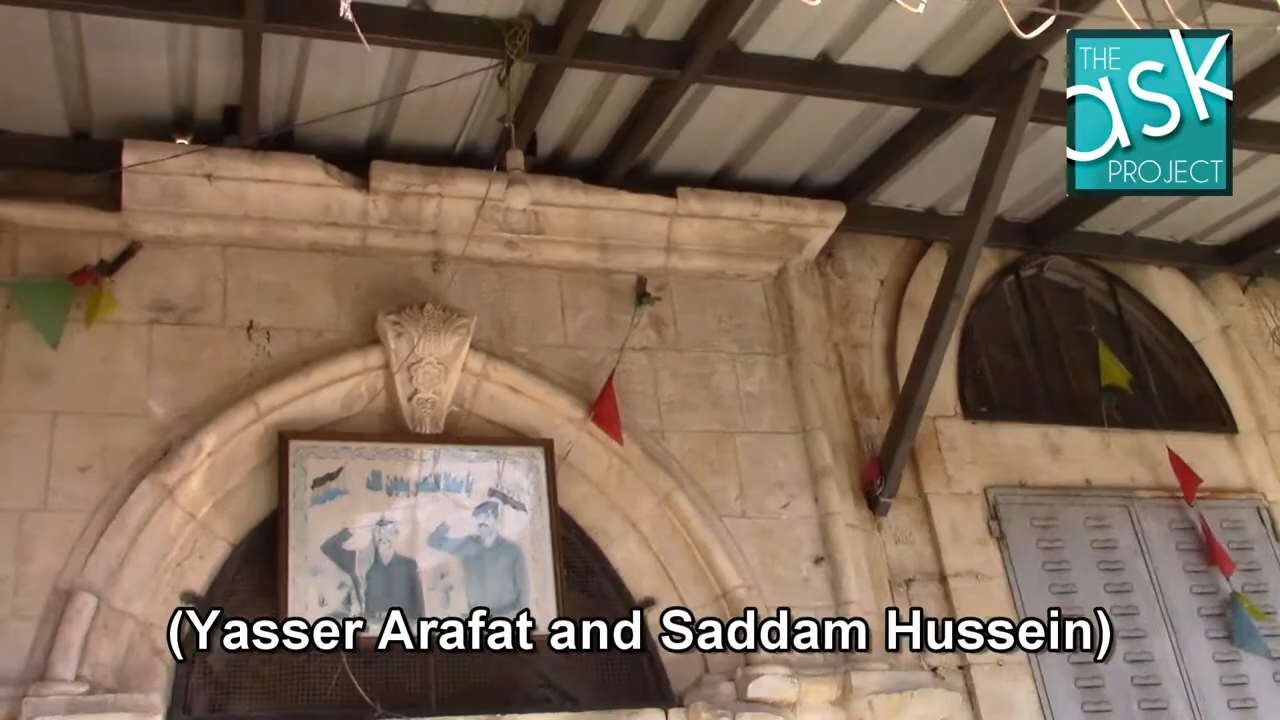 THE
ask
PROJECT
(Yasser Arafat and Saddam Hussein)